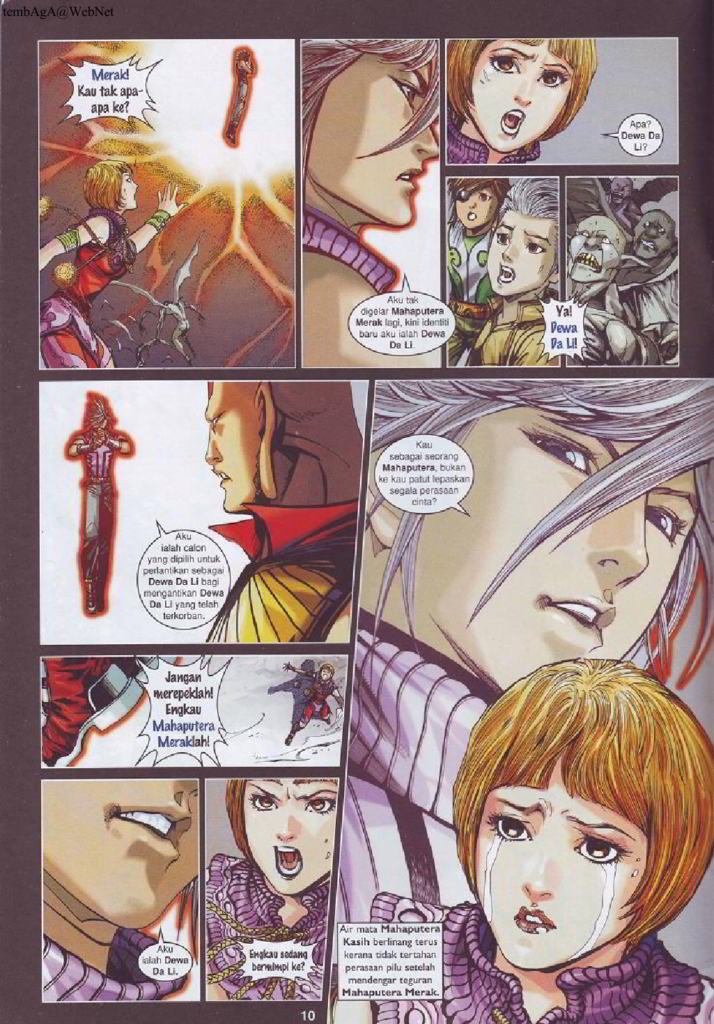 tembAgA@WebNet
Merak!
Kau tak apa-
apa ke?
Aku tak
digelar Mahaputera
Merak lagi, kini identiti
baru aku ialah Dewa
Da Li.
Apa?
Dewa Da
Li?
Ya!
Dewa
Da Li!
Aku
ialah calon
yang dipilih untuk
perlantikan sebagai
Dewa Da Li bagi
mengantikan Dewa
Da Li yang telah
terkorban.
Kau
sebagai seorang
Mahaputera, bukan
ke kau patut lepaskan
segala perasaan
cinta?
Jangan
merepeklah!
Engkau
Mahaputera
Meraklah!
Aku
ialah Dewa
Da Li.
Engkau sedang
bermimpi ke?
Air mata Mahaputera
Kasih berlinang terus
kerana tidak tertahan
perasaan pilu setelah
mendengar teguran
Mahaputera Merak.
10